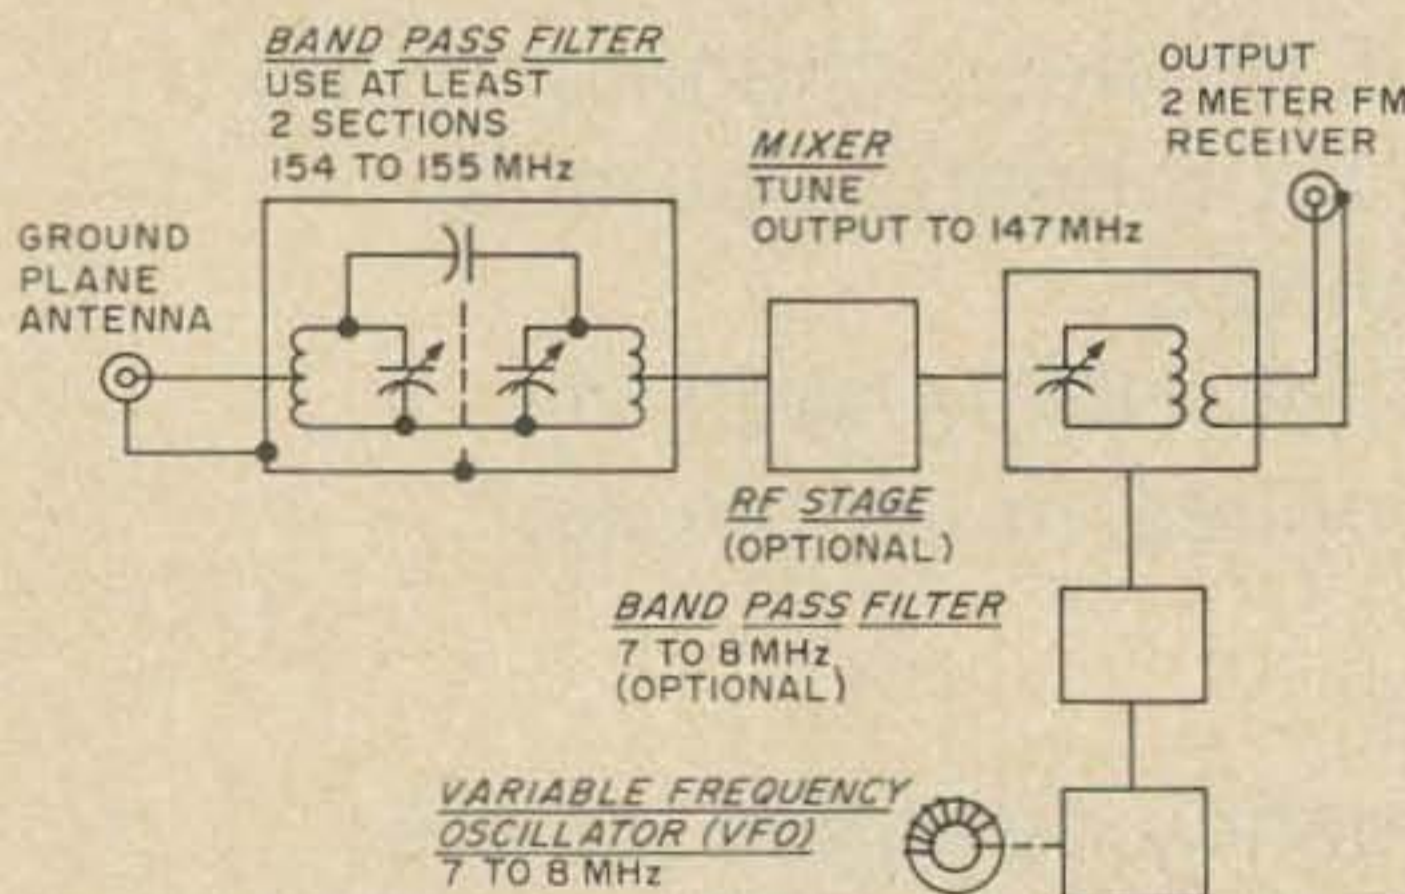 BAND PASS FILTER
USE AT LEAST
2 SECTIONS
154 TO 155 MHz
OUTPUT
2 METER FM
RECEIVER
MIXER
TUNE
OUTPUT TO 147 MHz
GROUND
PLANE
ANTENNA
RF STAGE
(OPTIONAL)
BAND PASS FILTER
7 TO 8 MHz
(OPTIONAL)
VARIABLE FREQUENCY
OSCILLATOR (VFO)
7 TO 8 MHz